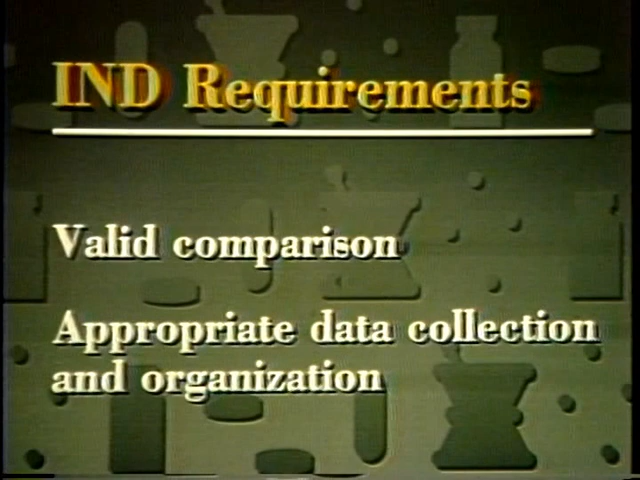 IND Requirements
Valid comparison
Appropriate data collection
and organization